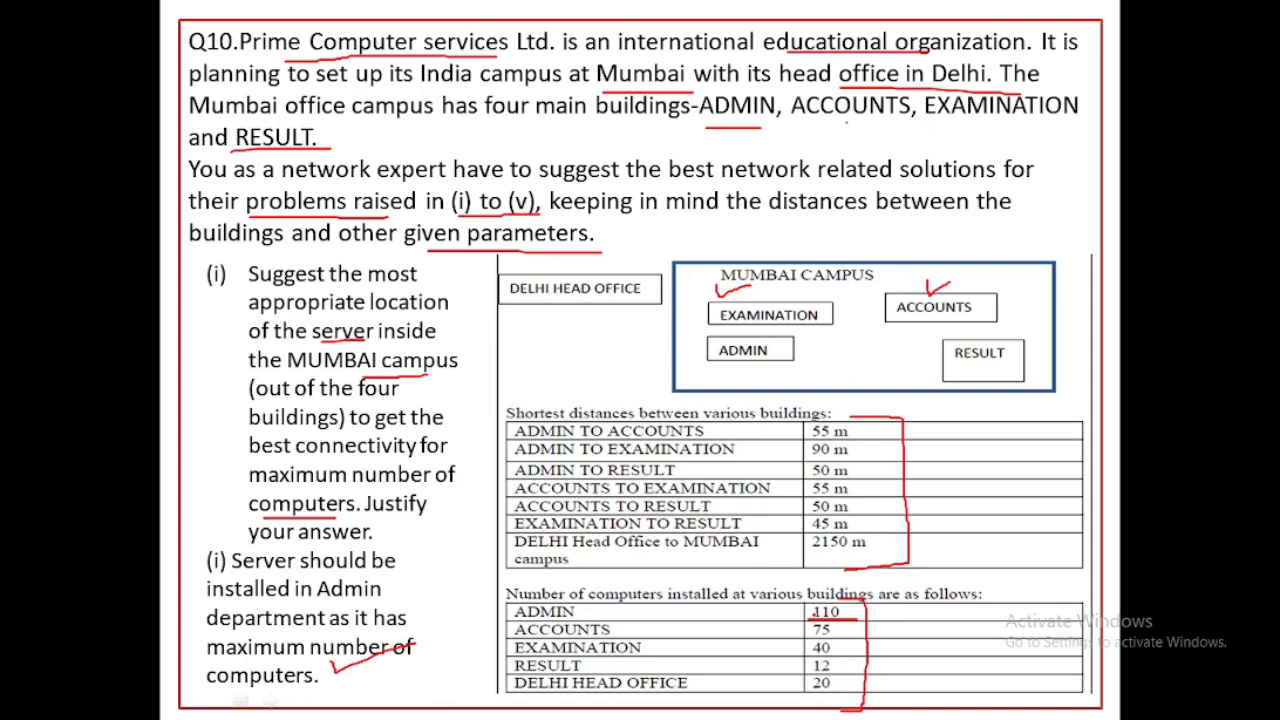 Q10.Prime Computer services Ltd. is an international educational organization. It is
planning to set up its India campus at Mumbai with its head office in Delhi. The
Mumbai office campus has four main buildings-ADMIN, ACCOUNTS, EXAMINATION
and RESULT.
You as a network expert have to suggest the best network related solutions for
their problems raised in (i) to (v), keeping in mind the distances between the
buildings and other given parameters.
(i) Suggest the most
appropriate location
of the server inside
the MUMBAI campus
(out of the four
buildings) to get the
best connectivity for
maximum number of
computers. Justify
your answer.
(i) Server should be
installed in Admin
department as it has
maximum number of
computers.
DELHI HEAD OFFICE
MUMBAI CAMPUS
EXAMINATION
ACCOUNTS
ADMIN
RESULT
Shortest distances between various buildings:
ADMIN TO ACCOUNTS 55 m
ADMIN TO EXAMINATION 90 m
ADMIN TO RESULT 50 m
ACCOUNTS TO EXAMINATION 55 m
ACCOUNTS TO RESULT 50 m
EXAMINATION TO RESULT 45 m
DELHI Head Office to MUMBAI 2150 m
campus
Number of computers installed at various buildings are as follows:
ADMIN 110
ACCOUNTS 75
EXAMINATION 40
RESULT 12
DELHI HEAD OFFICE 20
Activate Windows
Go to Settings to activate Windows.